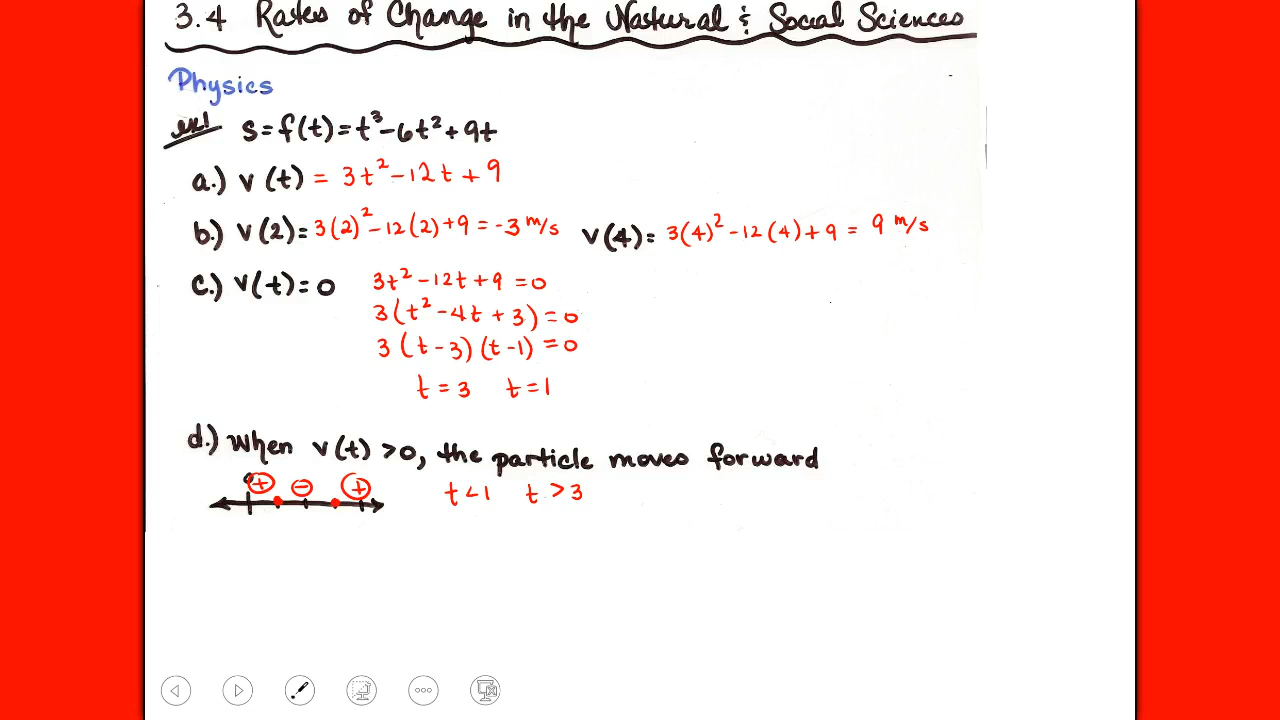 3.4 Rates of Change in the Natural & Social Sciences
Physics
ex1 s=f(t)=t³-6t²+9t
a.) v(t) = 3t²-12t+9
b.) v(2)= 3(2)²-12(2)+9=-3 m/s v(4)= 3(4)²-12(4)+9= 9 m/s
c.) v(t)=0 3t²-12t+9=0
3(t²-4t+3)=0
3(t-3)(t-1)=0
t=3 t=1
d.) When v(t)>0, the particle moves forward
+ - + t<1 t>3